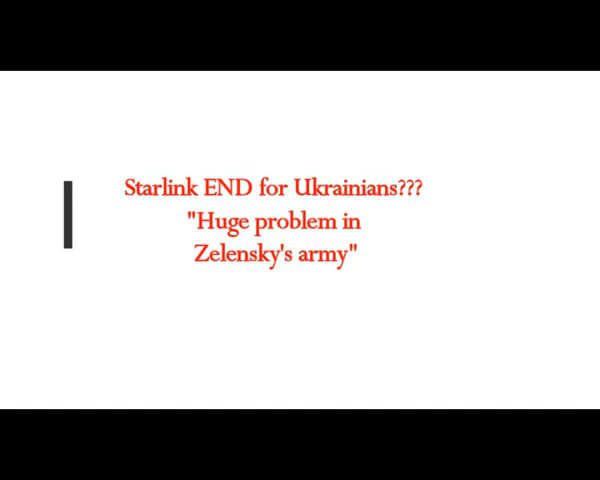 Starlink END for Ukrainians???
"Huge problem in
Zelensky's army"